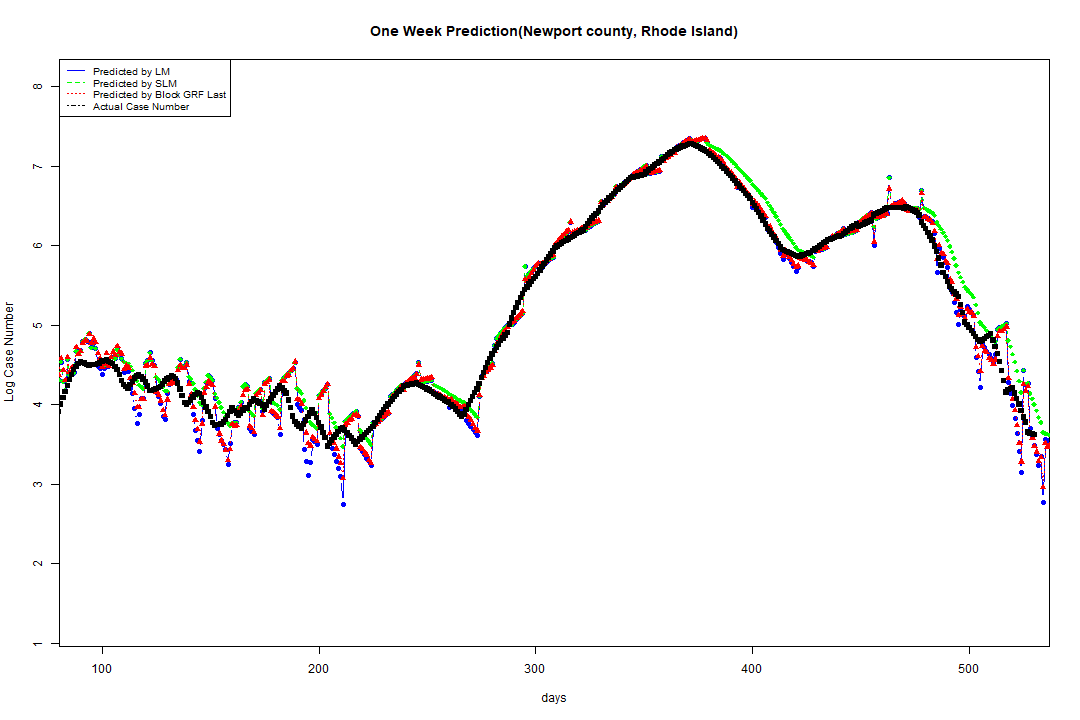 One Week Prediction(Newport county, Rhode Island)
Predicted by LM
Predicted by SLM
Predicted by Block GRF Last
Actual Case Number
8
7
6
5
4
3
2
1
Log Case Number
100 200 300 400 500
days